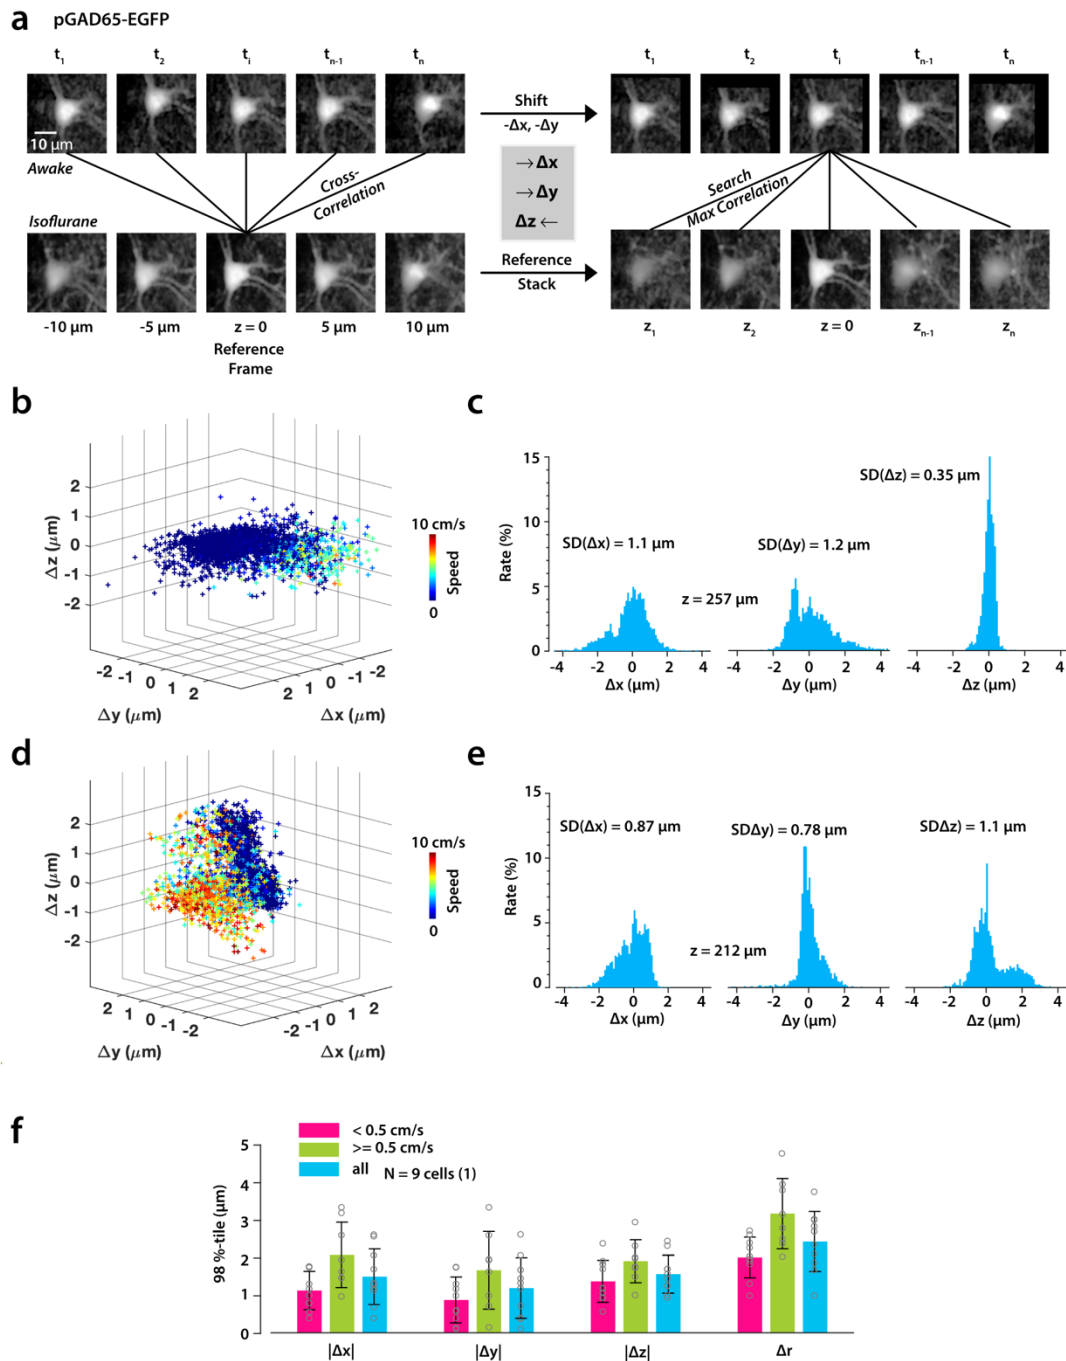 a pGAD65-EGFP
t1 t2 ti tn-1 tn
t1 t2 ti tn-1 tn
10 μm
Awake
Cross-
Correlation
Isoflurane
-10 μm -5 μm z = 0 5 μm 10 μm
Reference
Frame
Shift
-Δx, -Δy
→ Δx
→ Δy
Δz ←
Reference
Stack
Search
Max Correlation
z1 z2 z = 0 zn-1 zn
b
Δz (μm)
2
0
-1
-2
-2 -1 0 1 2
Δy (μm)
2 1 0 -1 -2
Δx (μm)
10 cm/s
Speed
0
c
Rate (%)
15
10
5
0
SD(Δx) = 1.1 μm
SD(Δy) = 1.2 μm
SD(Δz) = 0.35 μm
z = 257 μm
-4 -2 0 2 4
Δx (μm)
-4 -2 0 2 4
Δy (μm)
-4 -2 0 2 4
Δz (μm)
d
Δz (μm)
2
0
-1
-2
2 1 0 -1 -2
Δy (μm)
2 1 0 -1 -2
Δx (μm)
10 cm/s
Speed
0
e
Rate (%)
15
10
5
0
SD(Δx) = 0.87 μm
SDΔy) = 0.78 μm
SDΔz) = 1.1 μm
z = 212 μm
-4 -2 0 2 4
Δx (μm)
-4 -2 0 2 4
Δy (μm)
-4 -2 0 2 4
Δz (μm)
f
< 0.5 cm/s
>= 0.5 cm/s
all N = 9 cells (1)
98 %-tile (μm)
5
4
3
2
1
0
|Δx| |Δy| |Δz| Δr